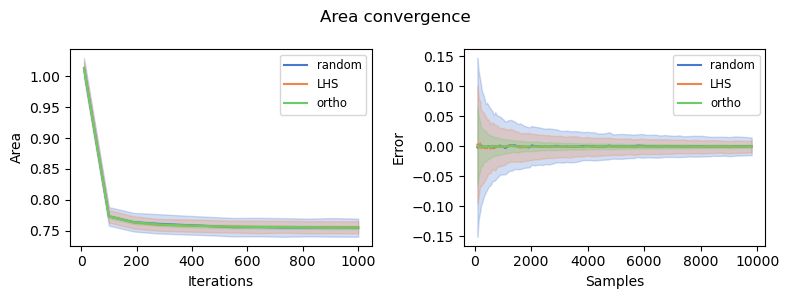 Area convergence
Area
1.00
0.95
0.90
0.85
0.80
0.75
random
LHS
ortho
0 200 400 600 800 1000
Iterations
Error
0.15
0.10
0.05
0.00
−0.05
−0.10
−0.15
random
LHS
ortho
0 2000 4000 6000 8000 10000
Samples